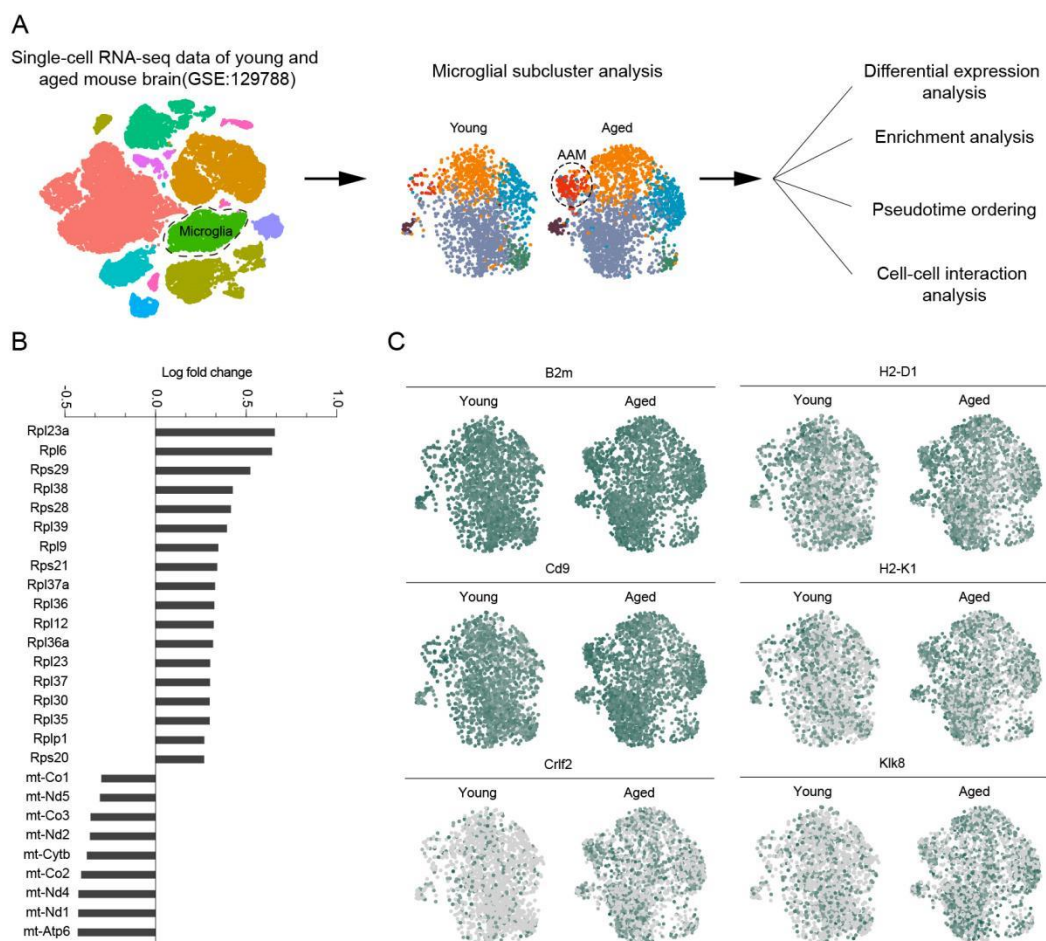 A
Single-cell RNA-seq data of young and
aged mouse brain(GSE:129788)
Microglia
Microglial subcluster analysis
Young
Aged
AAM
Differential expression
analysis
Enrichment analysis
Pseudotime ordering
Cell-cell interaction
analysis
B
Log fold change
-0.5
0.0
0.5
1.0
Rpl23a
Rpl6
Rps29
Rpl38
Rps28
Rpl39
Rpl9
Rps21
Rpl37a
Rpl36
Rpl12
Rpl36a
Rpl23
Rpl37
Rpl30
Rpl35
Rplp1
Rps20
mt-Co1
mt-Nd5
mt-Co3
mt-Nd2
mt-Cytb
mt-Co2
mt-Nd4
mt-Nd1
mt-Atp6
C
B2m
Young
Aged
H2-D1
Young
Aged
Cd9
Young
Aged
H2-K1
Young
Aged
Crlf2
Young
Aged
Klk8
Young
Aged